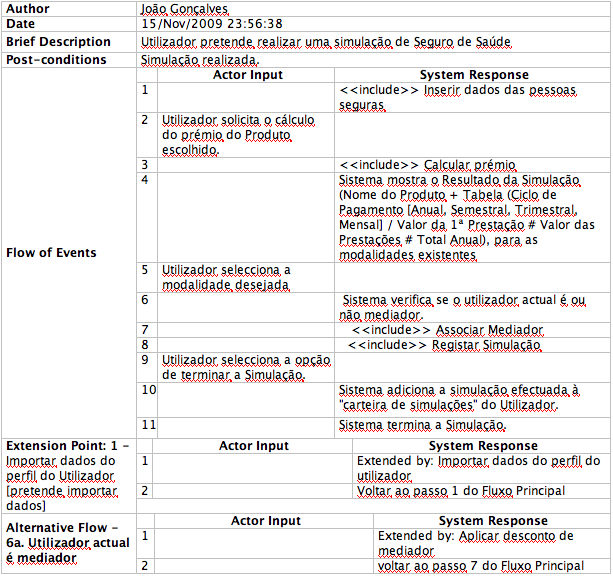 Author João Gonçalves
Date 15/Nov/2009 23:56:38
Brief Description Utilizador pretende realizar uma simulação de Seguro de Saúde
Post-conditions Simulação realizada.
Flow of Events
Actor Input System Response
1 <<include>> Inserir dados das pessoas
seguras
2 Utilizador solicita o cálculo
do prémio do Produto
escolhido.
3 <<include>> Calcular prémio
4 Sistema mostra o Resultado da Simulação
(Nome do Produto + Tabela (Ciclo de
Pagamento [Anual, Semestral, Trimestral,
Mensal] / Valor da 1ª Prestação # Valor das
Prestações # Total Anual), para as
modalidades existentes
5 Utilizador selecciona a
modalidade desejada
6 Sistema verifica se o utilizador actual é ou
não mediador.
7 <<include>> Associar Mediador
8 <<include>> Registar Simulação
9 Utilizador selecciona a opção
de terminar a Simulação.
10 Sistema adiciona a simulação efectuada à
"carteira de simulações" do Utilizador.
11 Sistema termina a Simulação.
Extension Point: 1 -
Importar dados do
perfil do Utilizador
[pretende importar
dados]
Actor Input System Response
1 Extended by: Importar dados do perfil do
utilizador
2 Voltar ao passo 1 do Fluxo Principal
Alternative Flow -
6a. Utilizador actual
é mediador
Actor Input System Response
1 Extended by: Aplicar desconto de
mediador
2 voltar ao passo 7 do Fluxo Principal